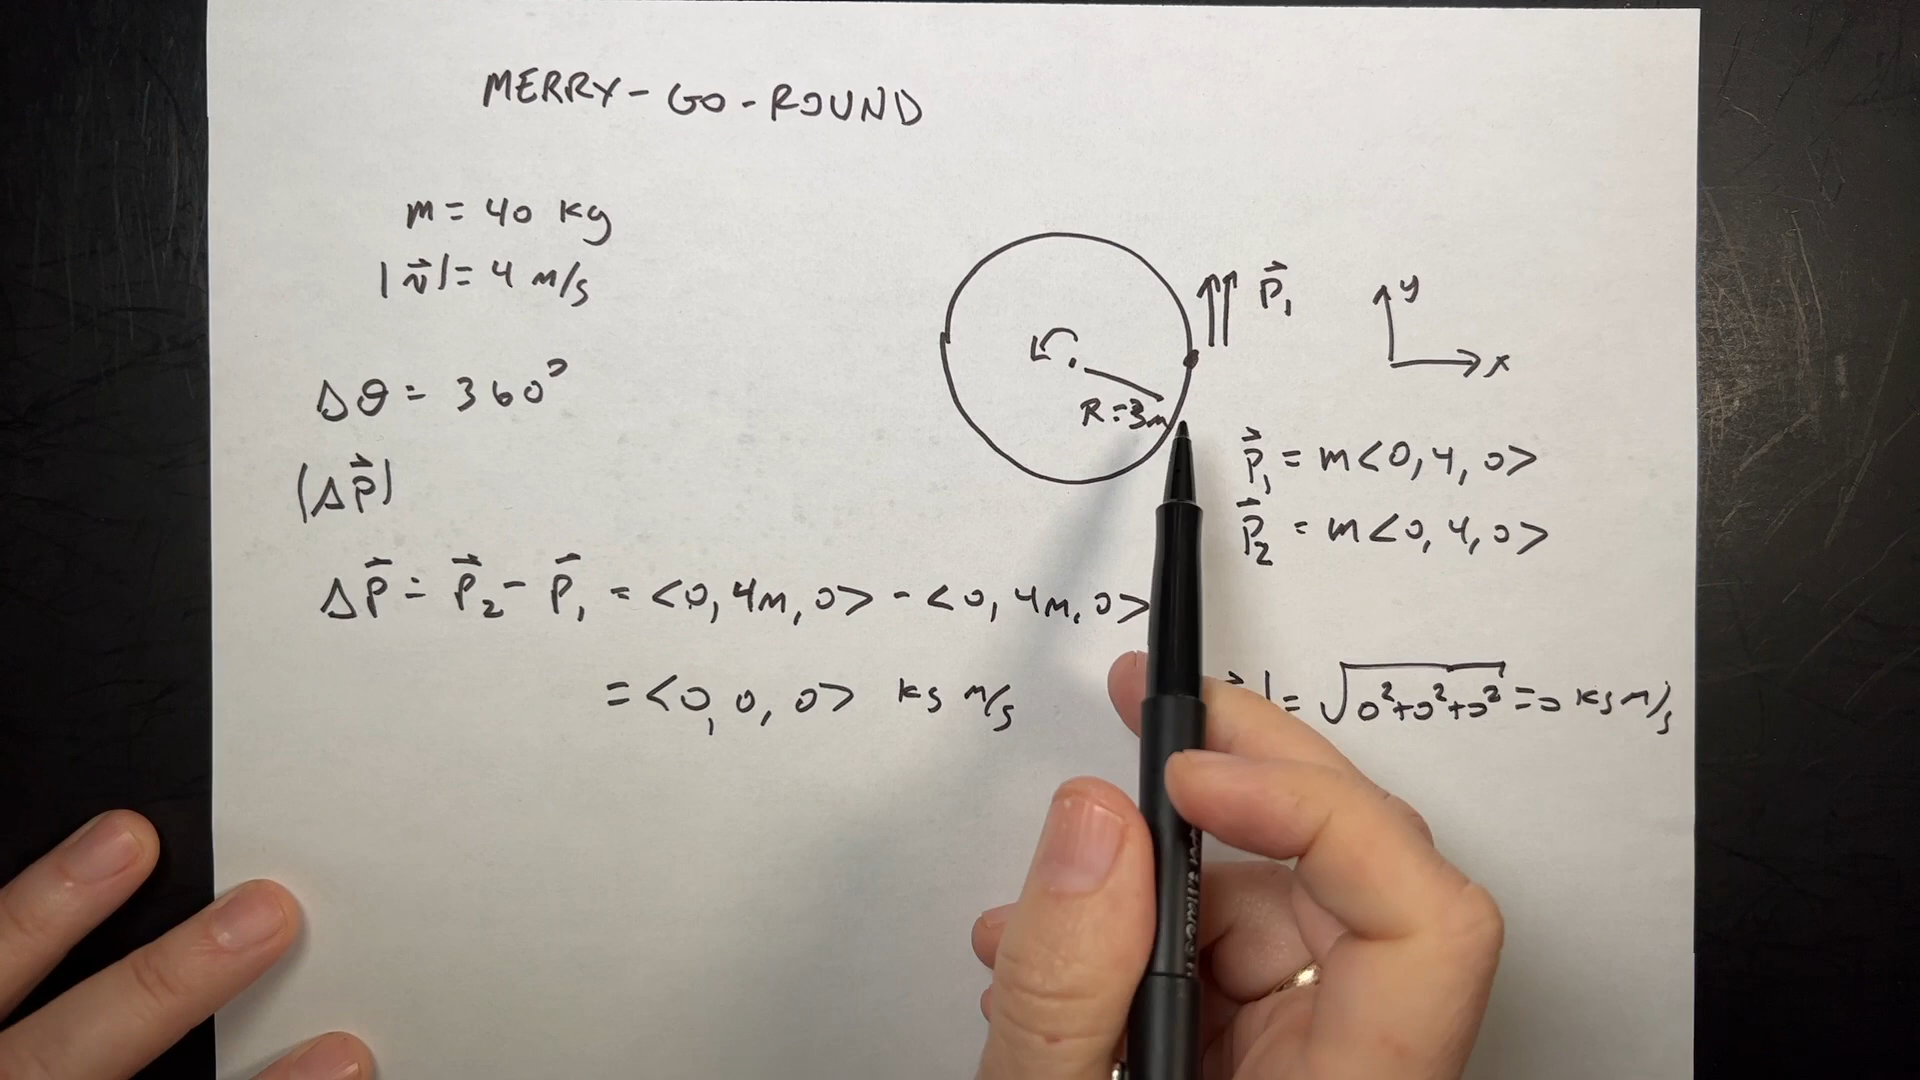 MERRY-GO-ROUND
m = 40 kg
|v⃗| = 4 m/s
Δθ = 360°
|Δp⃗|
R = 3m
p⃗₁
y
x
p⃗₁ = m<0, 4, 0>
p⃗₂ = m<0, 4, 0>
Δp⃗ = p⃗₂ - p⃗₁ = <0, 4m, 0> - <0, 4m, 0>
= <0, 0, 0> kg m/s
| = √(0²+0²+0²) = 0 kg m/s